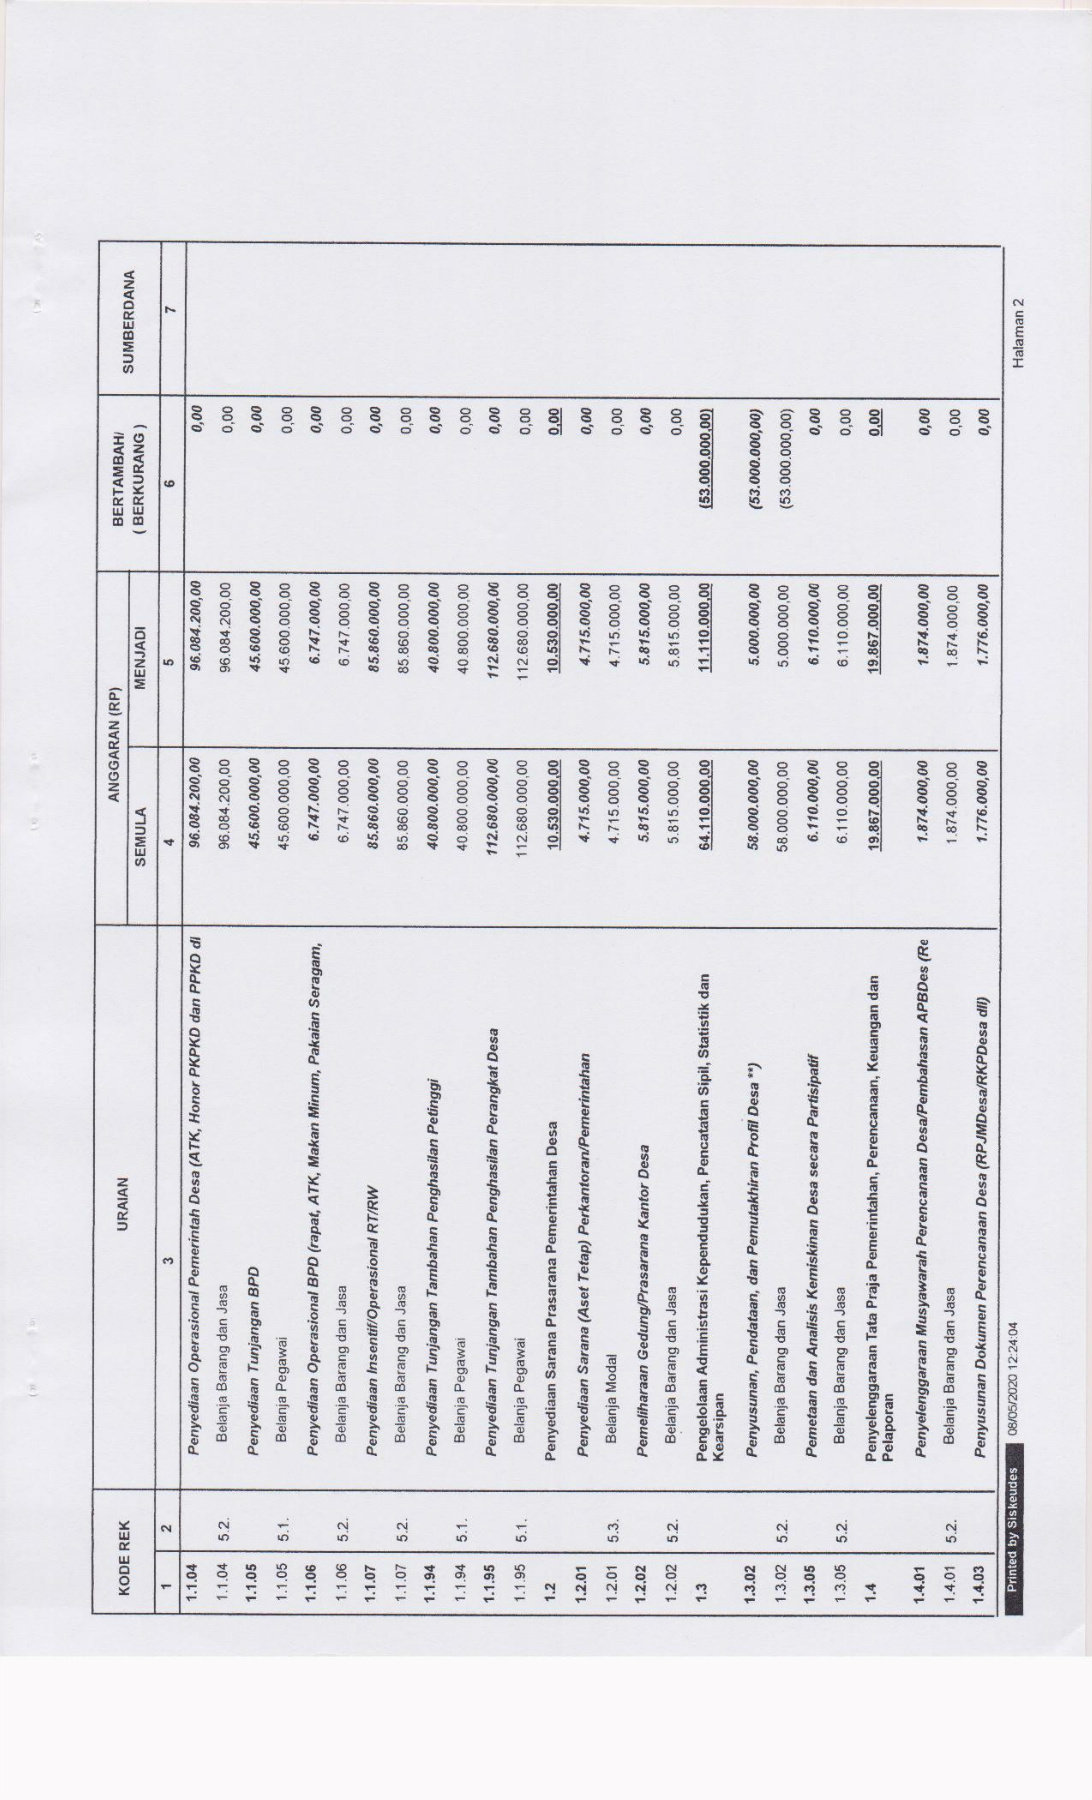 KODE REK URAIAN ANGGARAN (RP) BERTAMBAH/ ( BERKURANG ) SUMBERDANA
SEMULA MENJADI
1 2 3 4 5 6 7
1.1.04 Penyediaan Operasional Pemerintah Desa (ATK, Honor PKPKD dan PPKD di 96.084.200,00 96.084.200,00 0,00
1.1.04 5.2. Belanja Barang dan Jasa 96.084.200,00 96.084.200,00 0,00
1.1.05 Penyediaan Tunjangan BPD 45.600.000,00 45.600.000,00 0,00
1.1.05 5.1. Belanja Pegawai 45.600.000,00 45.600.000,00 0,00
1.1.06 Penyediaan Operasional BPD (rapat, ATK, Makan Minum, Pakaian Seragam, 6.747.000,00 6.747.000,00 0,00
1.1.06 5.2. Belanja Barang dan Jasa 6.747.000,00 6.747.000,00 0,00
1.1.07 Penyediaan Insentif/Operasional RT/RW 85.860.000,00 85.860.000,00 0,00
1.1.07 5.2. Belanja Barang dan Jasa 85.860.000,00 85.860.000,00 0,00
1.1.94 Penyediaan Tunjangan Tambahan Penghasilan Petinggi 40.800.000,00 40.800.000,00 0,00
1.1.94 5.1. Belanja Pegawai 40.800.000,00 40.800.000,00 0,00
1.1.95 Penyediaan Tunjangan Tambahan Penghasilan Perangkat Desa 112.680.000,00 112.680.000,00 0,00
1.1.95 5.1. Belanja Pegawai 112.680.000,00 112.680.000,00 0,00
1.2 Penyediaan Sarana Prasarana Pemerintahan Desa 10.530.000,00 10.530.000,00 0,00
1.2.01 Penyediaan Sarana (Aset Tetap) Perkantoran/Pemerintahan 4.715.000,00 4.715.000,00 0,00
1.2.01 5.3. Belanja Modal 4.715.000,00 4.715.000,00 0,00
1.2.02 Pemeliharaan Gedung/Prasarana Kantor Desa 5.815.000,00 5.815.000,00 0,00
1.2.02 5.2. Belanja Barang dan Jasa 5.815.000,00 5.815.000,00 0,00
1.3 Pengelolaan Administrasi Kependudukan, Pencatatan Sipil, Statistik dan 64.110.000,00 11.110.000,00 (53.000.000,00)
Kearsipan
1.3.02 Penyusunan, Pendataan, dan Pemutakhiran Profil Desa **) 58.000.000,00 5.000.000,00 (53.000.000,00)
1.3.02 5.2. Belanja Barang dan Jasa 58.000.000,00 5.000.000,00 (53.000.000,00)
1.3.05 Pemetaan dan Analisis Kemiskinan Desa secara Partisipatif 6.110.000,00 6.110.000,00 0,00
1.3.05 5.2. Belanja Barang dan Jasa 6.110.000,00 6.110.000,00 0,00
1.4 Penyelenggaraan Tata Praja Pemerintahan, Perencanaan, Keuangan dan 19.867.000,00 19.867.000,00 0,00
Pelaporan
1.4.01 Penyelenggaraan Musyawarah Perencanaan Desa/Pembahasan APBDes (Re 1.874.000,00 1.874.000,00 0,00
1.4.01 5.2. Belanja Barang dan Jasa 1.874.000,00 1.874.000,00 0,00
1.4.03 Penyusunan Dokumen Perencanaan Desa (RPJMDesa/RKPDesa dll) 1.776.000,00 1.776.000,00 0,00
Printed by Siskeudes 08/05/2020 12:24:04 Halaman 2